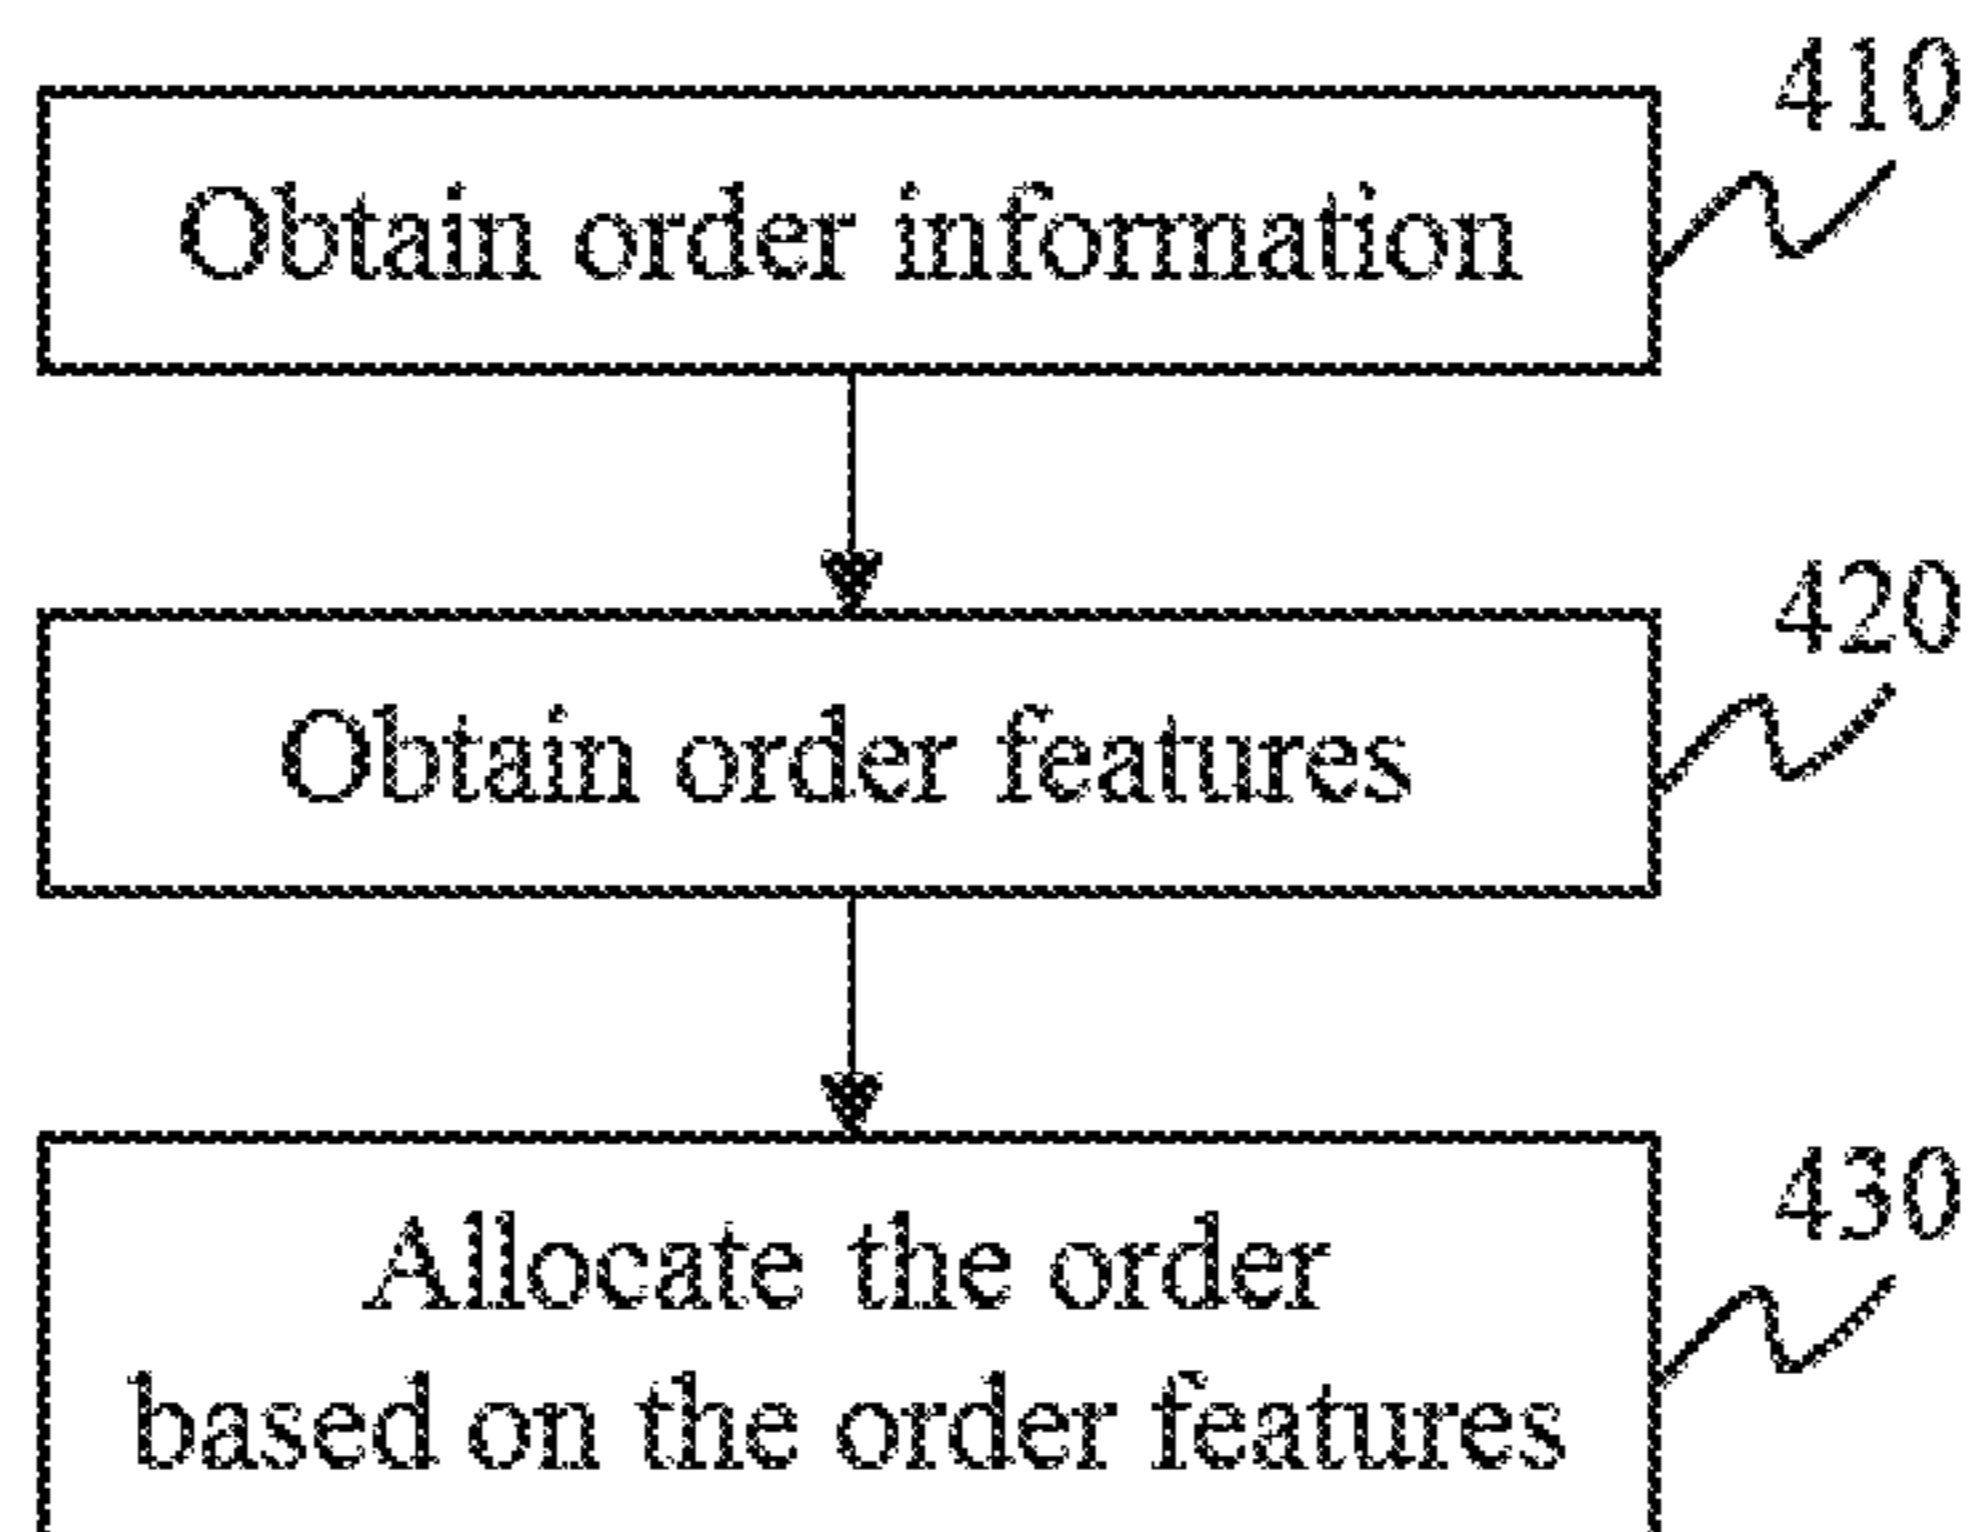 410
Obtain order information
420
Obtain order features
430
Allocate the order
based on the order features